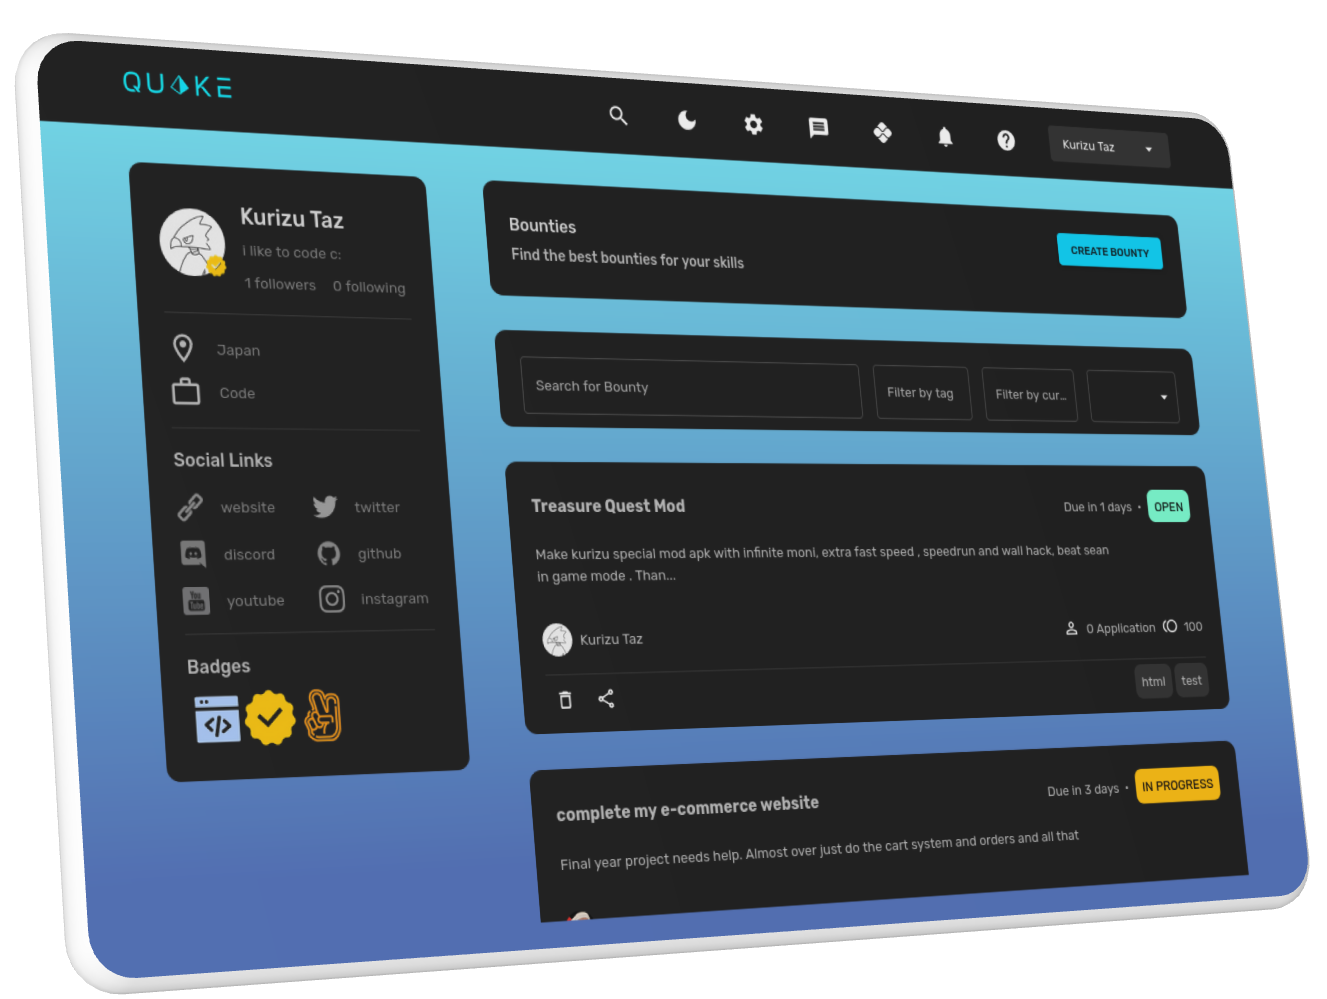 QUAKE
Kurizu Taz
Kurizu Taz
i like to code c:
1 followers 0 following
Japan
Code
Social Links
website twitter
discord github
youtube instagram
Badges
Bounties
Find the best bounties for your skills
CREATE BOUNTY
Search for Bounty
Filter by tag
Filter by cur...
Treasure Quest Mod
Due in 1 days • OPEN
Make kurizu special mod apk with infinite moni, extra fast speed , speedrun and wall hack, beat sean
in game mode . Than...
Kurizu Taz
0 Application 100
html test
complete my e-commerce website
Due in 3 days • IN PROGRESS
Final year project needs help. Almost over just do the cart system and orders and all that